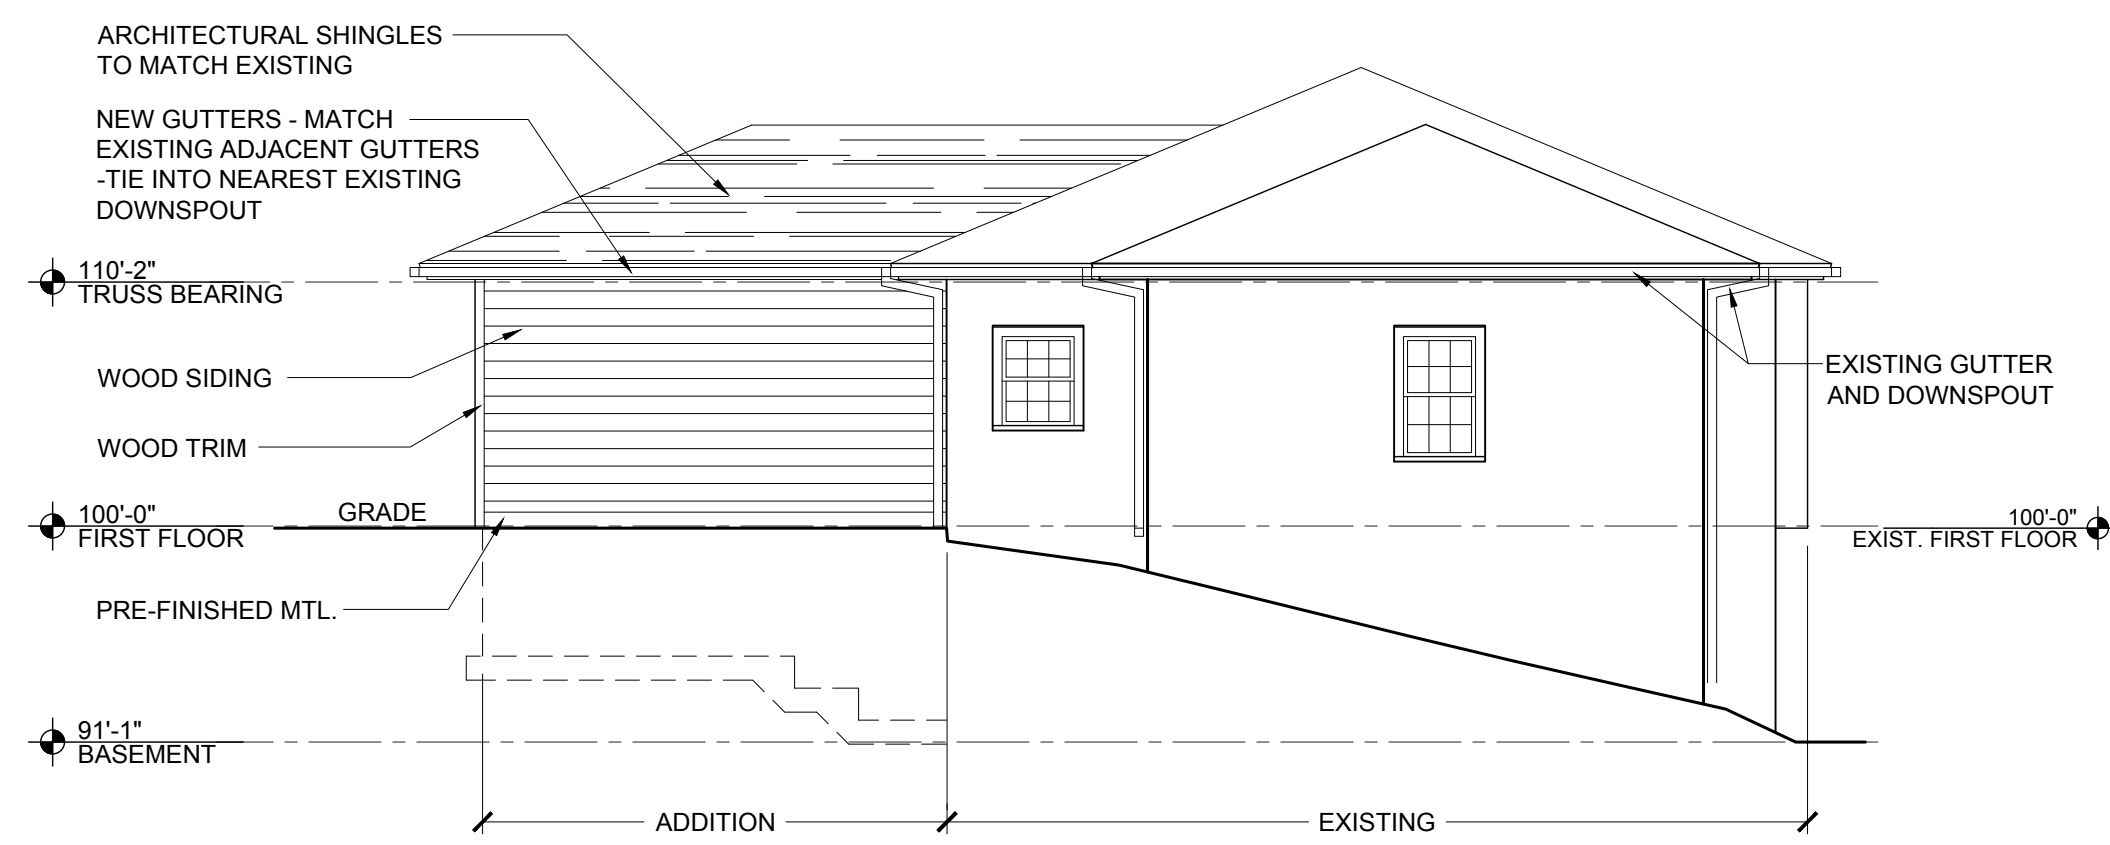 ARCHITECTURAL SHINGLES
TO MATCH EXISTING
NEW GUTTERS - MATCH
EXISTING ADJACENT GUTTERS
-TIE INTO NEAREST EXISTING
DOWNSPOUT
110'-2"
TRUSS BEARING
WOOD SIDING
WOOD TRIM
100'-0"
FIRST FLOOR
GRADE
PRE-FINISHED MTL.
91'-1"
BASEMENT
EXISTING GUTTER
AND DOWNSPOUT
100'-0"
EXIST. FIRST FLOOR
ADDITION
EXISTING